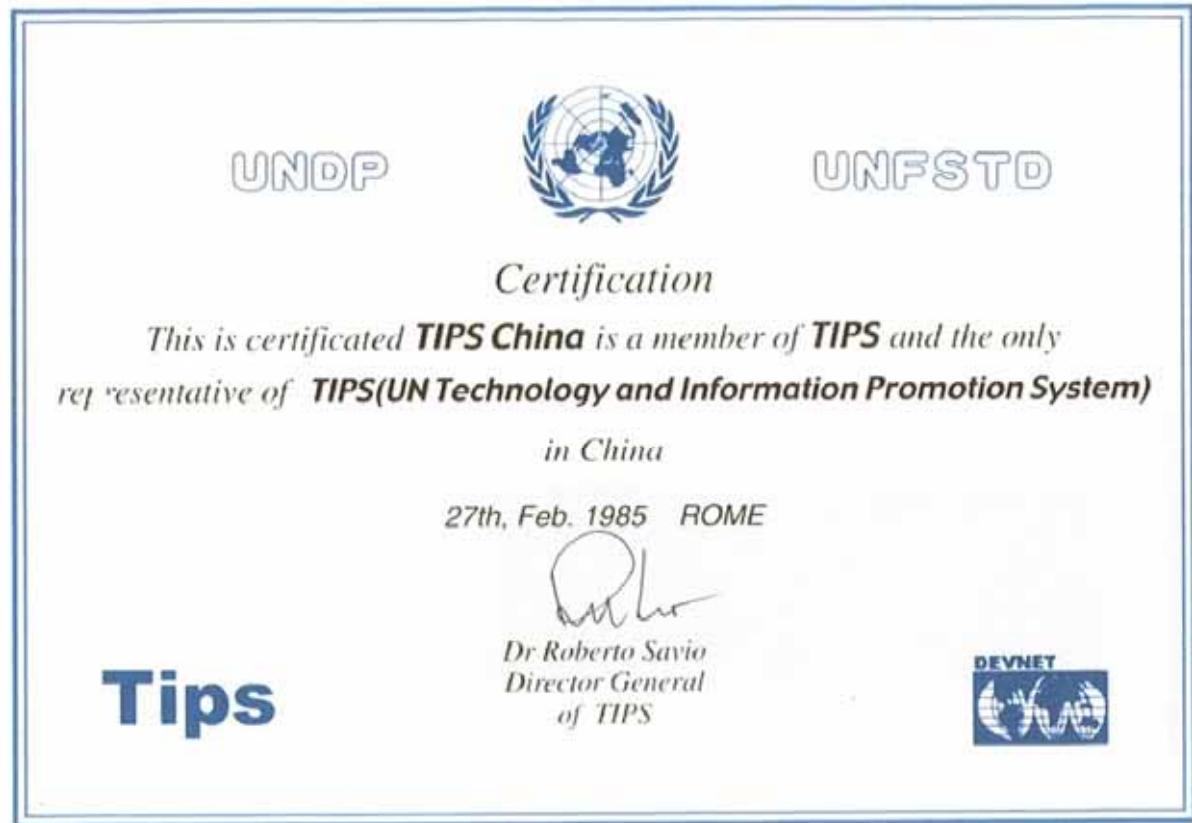 UNDP
UNFSTD
Certification
This is certificated TIPS China is a member of TIPS and the only
representative of TIPS(UN Technology and Information Promotion System)
in China
27th, Feb. 1985 ROME
Dr Roberto Savio
Director General
of TIPS
Tips
DEVNET